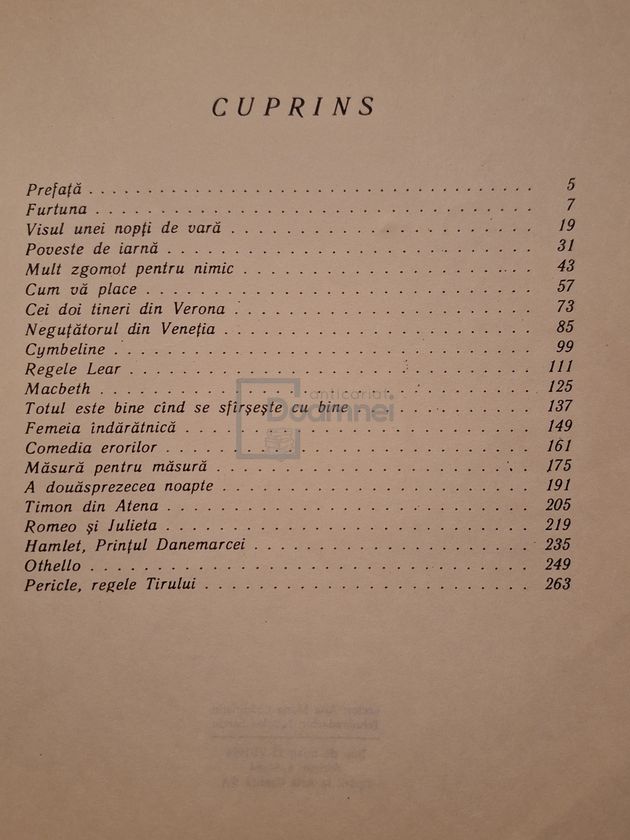 CUPRINS
Prefață . . . . . . . . . . . . . . . . . . . . 5
Furtuna . . . . . . . . . . . . . . . . . . . . 7
Visul unei nopți de vară . . . . . . . . . . . . . . . . . . . . 19
Poveste de iarnă . . . . . . . . . . . . . . . . . . . . 31
Mult zgomot pentru nimic . . . . . . . . . . . . . . . . . . . . 43
Cum vă place . . . . . . . . . . . . . . . . . . . . 57
Cei doi tineri din Verona . . . . . . . . . . . . . . . . . . . . 73
Neguțătorul din Veneția . . . . . . . . . . . . . . . . . . . . 85
Cymbeline . . . . . . . . . . . . . . . . . . . . 99
Regele Lear . . . . . . . . . . . . . . . . . . . . 111
Macbeth . . . . . . . . . . . . . . . . . . . . 125
anticariat
Doamnei
Totul este bine cînd se sfîrșește cu bine . . . . . . . . . . . . 137
Femeia îndărătnică . . . . . . . . . . . . . . . . . . . . 149
Comedia erorilor . . . . . . . . . . . . . . . . . . . . 161
Măsură pentru măsură . . . . . . . . . . . . . . . . . . . . 175
A douăsprezecea noapte . . . . . . . . . . . . . . . . . . . . 191
Timon din Atena . . . . . . . . . . . . . . . . . . . . 205
Romeo și Julieta . . . . . . . . . . . . . . . . . . . . 219
Hamlet, Prințul Danemarcei . . . . . . . . . . . . . . . . . . . . 235
Othello . . . . . . . . . . . . . . . . . . . . 249
Pericle, regele Tirului . . . . . . . . . . . . . . . . . . . . 263